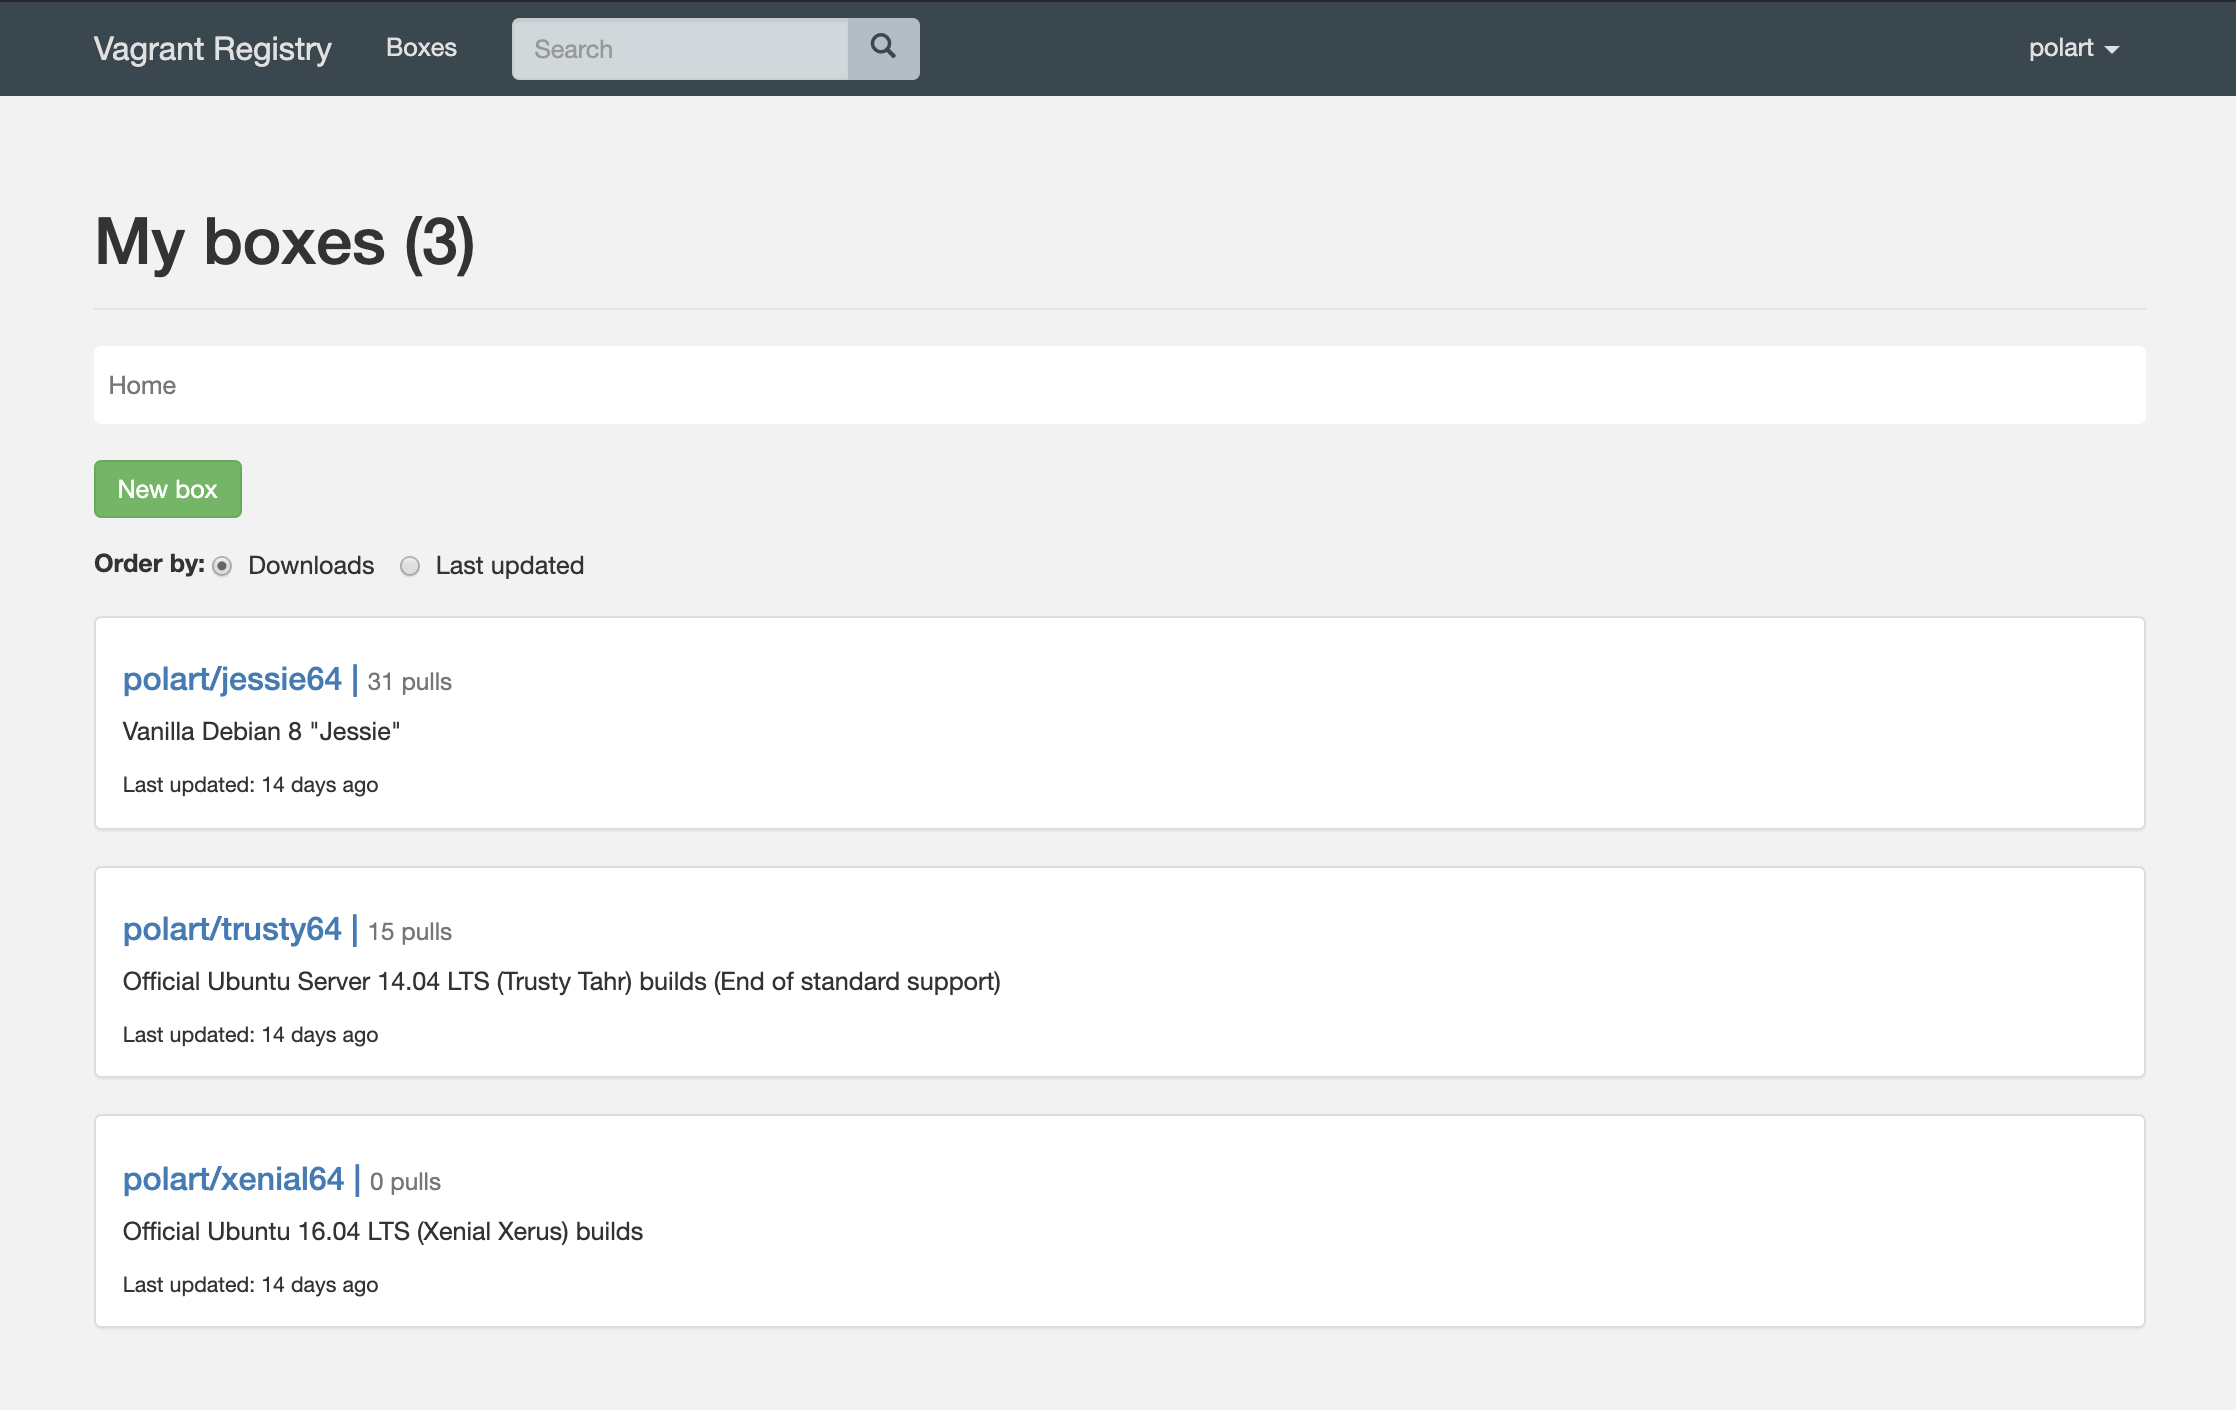 Vagrant Registry Boxes Search polart
My boxes (3)
Home
New box
Order by: Downloads Last updated
polart/jessie64 | 31 pulls
Vanilla Debian 8 "Jessie"
Last updated: 14 days ago
polart/trusty64 | 15 pulls
Official Ubuntu Server 14.04 LTS (Trusty Tahr) builds (End of standard support)
Last updated: 14 days ago
polart/xenial64 | 0 pulls
Official Ubuntu 16.04 LTS (Xenial Xerus) builds
Last updated: 14 days ago